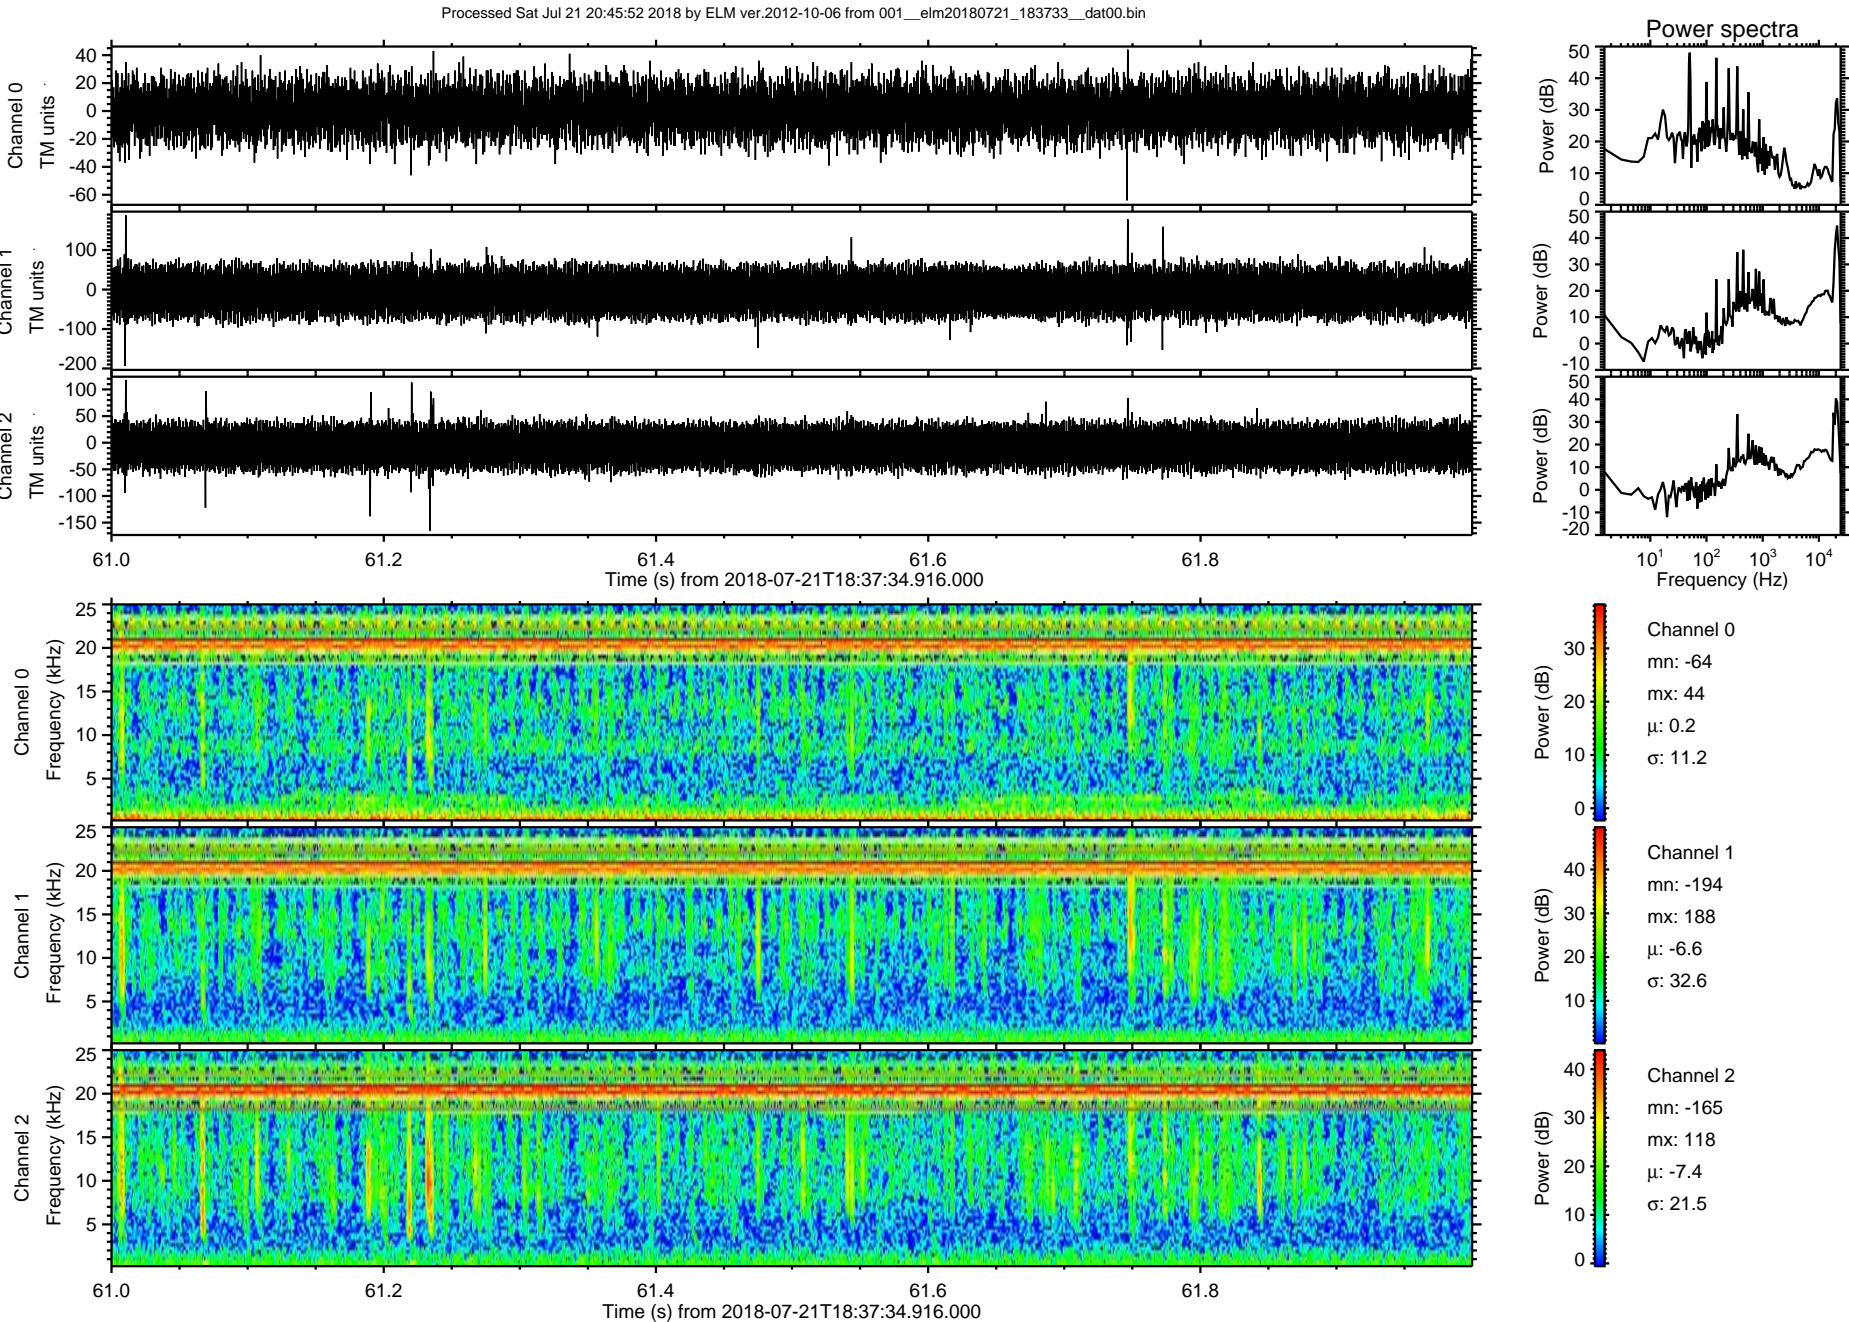 Processed Sat Jul 21 20:45:52 2018 by ELM ver.2012-10-06 from 001__elm20180721_183733__dat00.bin
Power spectra
Channel 0
TM units
40
20
0
-20
-40
-60
Power (dB)
50
40
30
20
10
0
Channel 1
TM units
100
0
-100
-200
Power (dB)
50
40
30
20
10
0
-10
Channel 2
TM units
100
50
0
-50
-100
-150
Power (dB)
50
40
30
20
10
0
-10
-20
61.0 61.2 61.4 61.6 61.8
Time (s) from 2018-07-21T18:37:34.916.000
10¹ 10² 10³ 10⁴
Frequency (Hz)
Channel 0
Frequency (kHz)
25
20
15
10
5
Power (dB)
30
20
10
0
Channel 0
mn: -64
mx: 44
μ: 0.2
σ: 11.2
Channel 1
Frequency (kHz)
25
20
15
10
5
Power (dB)
40
30
20
10
Channel 1
mn: -194
mx: 188
μ: -6.6
σ: 32.6
Channel 2
Frequency (kHz)
25
20
15
10
5
Power (dB)
40
30
20
10
0
Channel 2
mn: -165
mx: 118
μ: -7.4
σ: 21.5
61.0 61.2 61.4 61.6 61.8
Time (s) from 2018-07-21T18:37:34.916.000